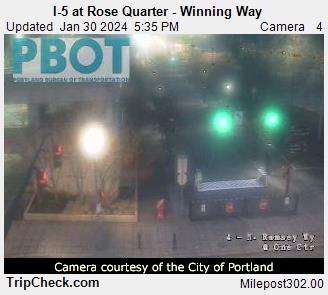 I-5 at Rose Quarter - Winning Way
Updated Jan 30 2024 5:35 PM Camera 4
PBOT
PORTLAND BUREAU OF TRANSPORTATION
4 - N. Ramsey Wy
@ One Ctr
Camera courtesy of the City of Portland
TripCheck.com Milepost302.00